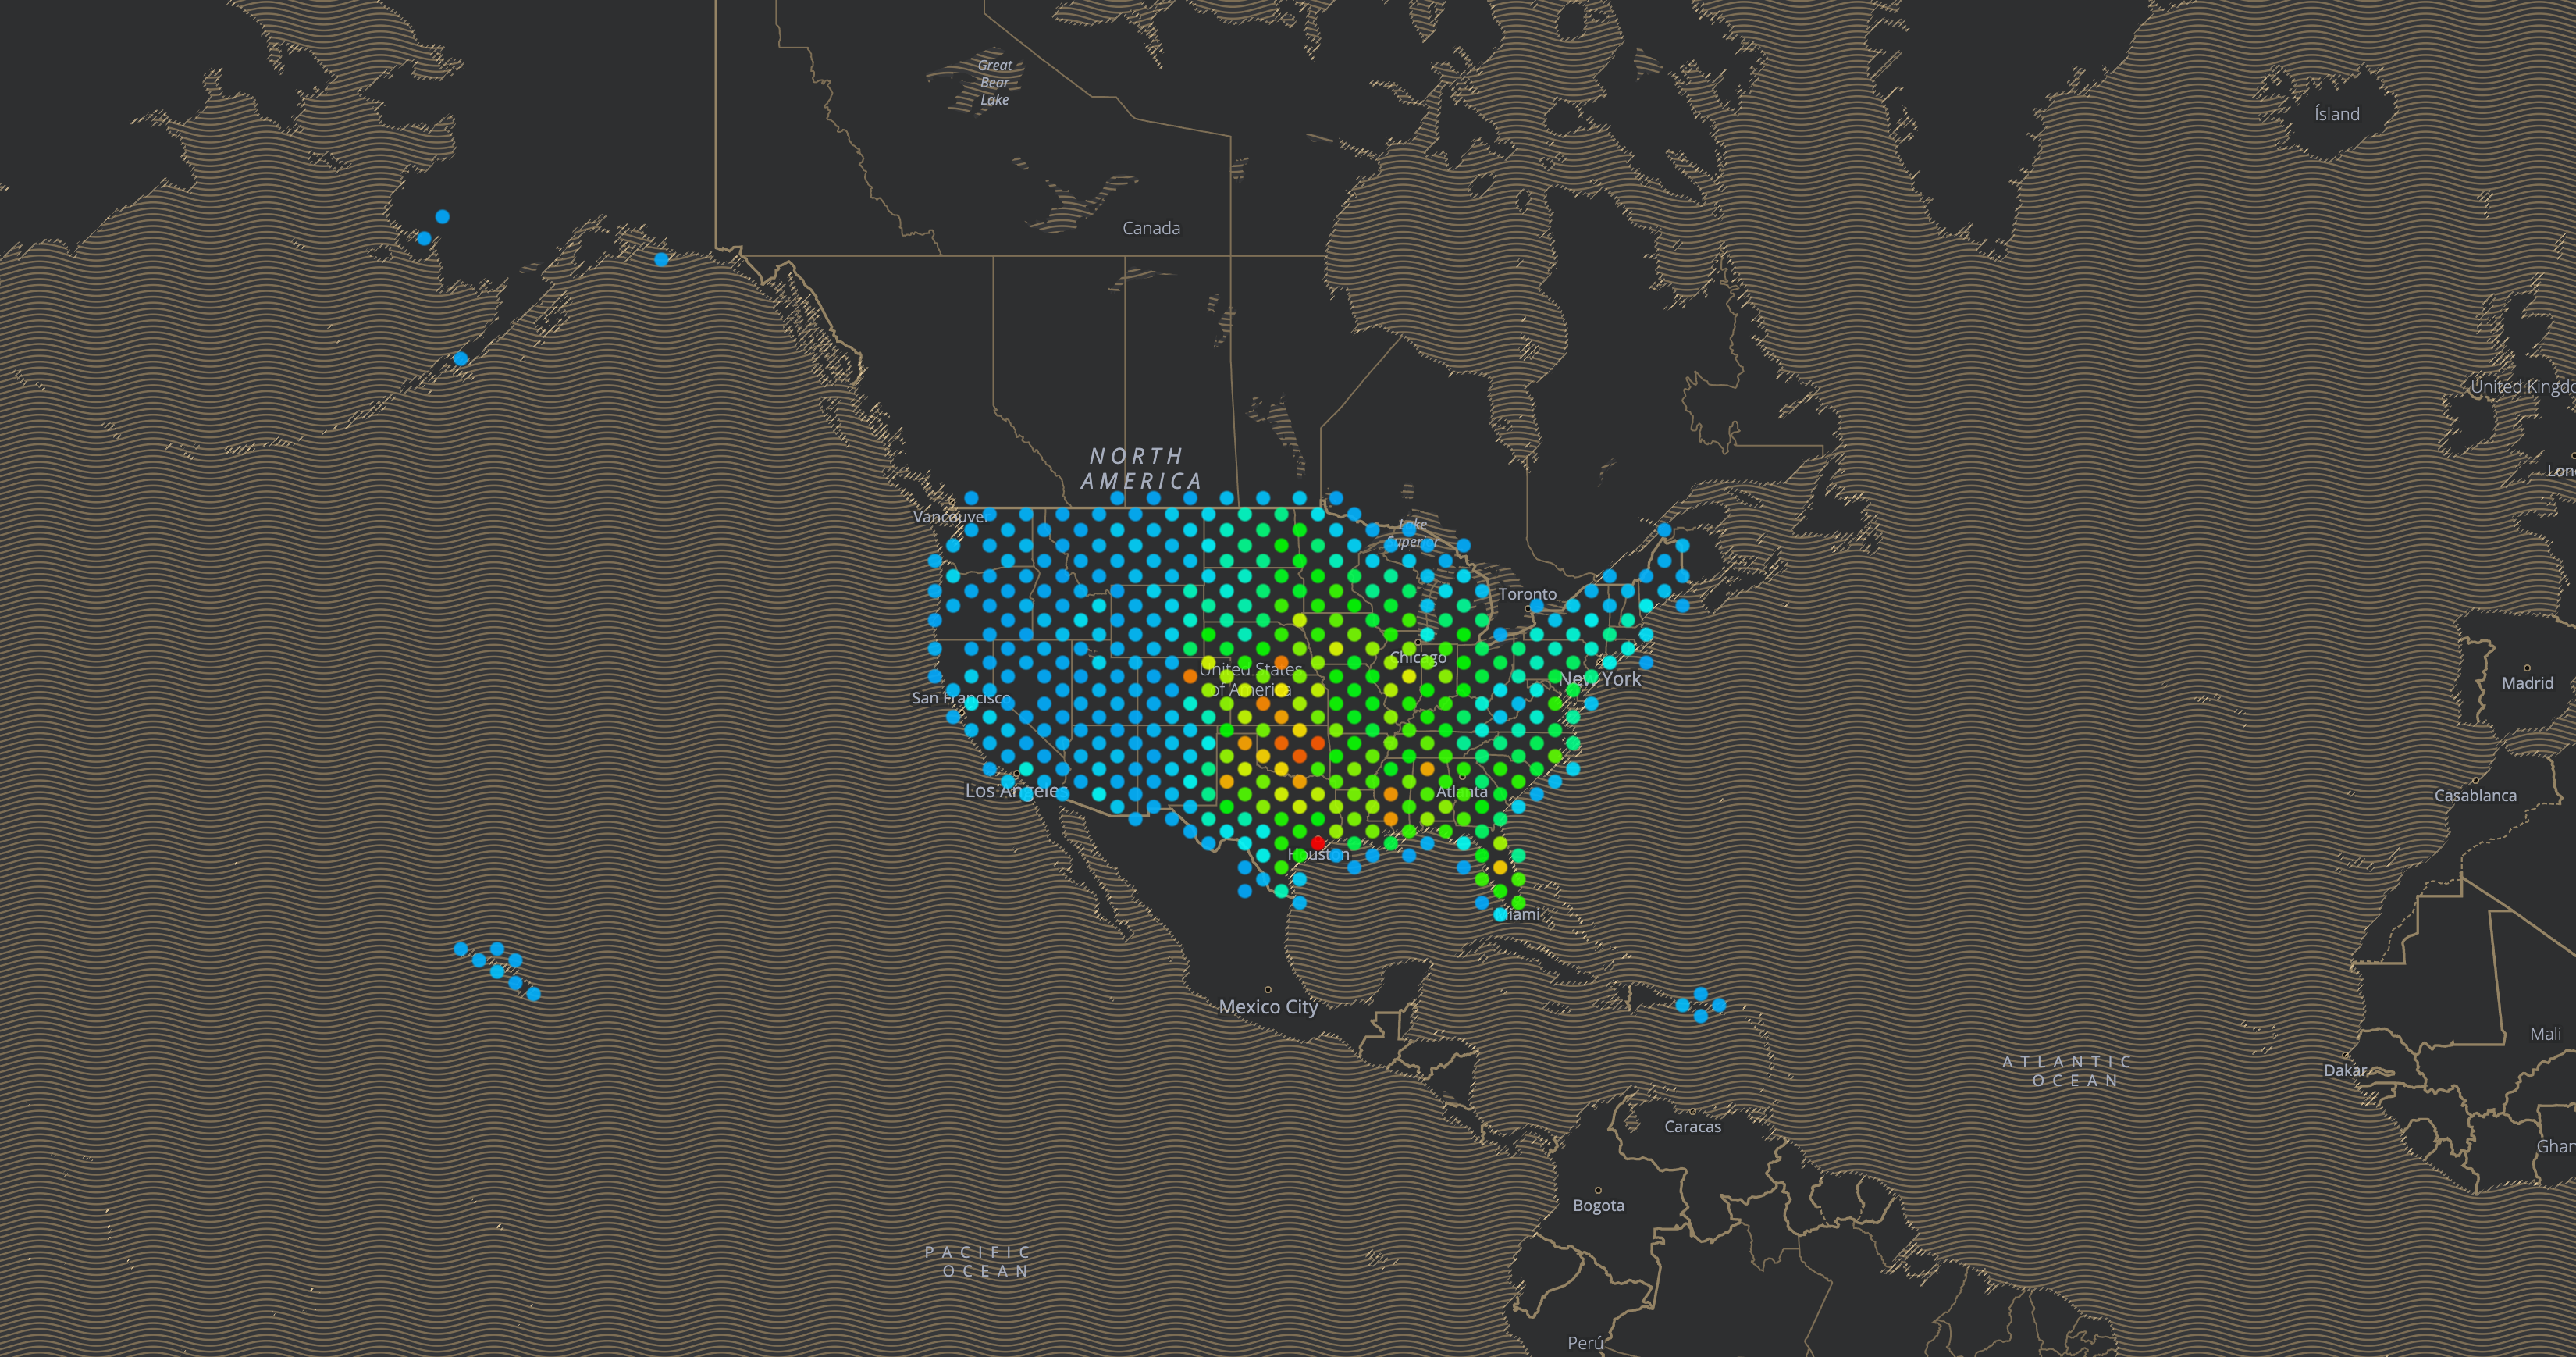 Great
Bear
Lake
Ísland
Canada
United Kingdo
NORTH
AMERICA
Lon
Vancouver
Lake
Superior
Toronto
Chicago
United States
of America
New York
Madrid
San Francisco
Los Angeles
Atlanta
Casablanca
Houston
Miami
Mexico City
Mali
ATLANTIC
OCEAN
Dakar
Caracas
Ghan
Bogota
PACIFIC
OCEAN
Perú